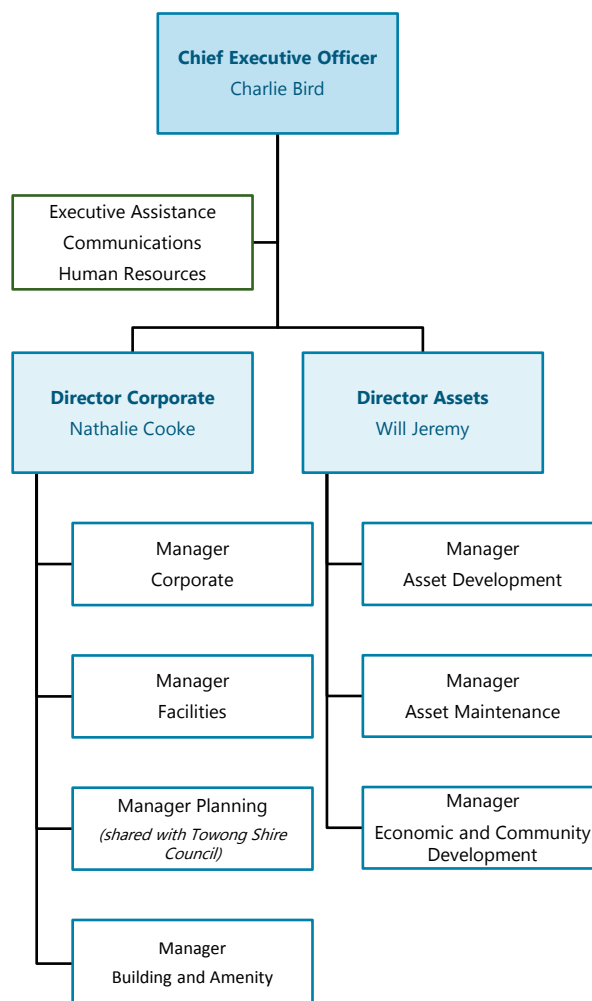 Chief Executive Officer
Charlie Bird
Executive Assistance
Communications
Human Resources
Director Corporate
Nathalie Cooke
Director Assets
Will Jeremy
Manager
Corporate
Manager
Facilities
Manager Planning
(shared with Towong Shire
Council)
Manager
Building and Amenity
Manager
Asset Development
Manager
Asset Maintenance
Manager
Economic and Community
Development